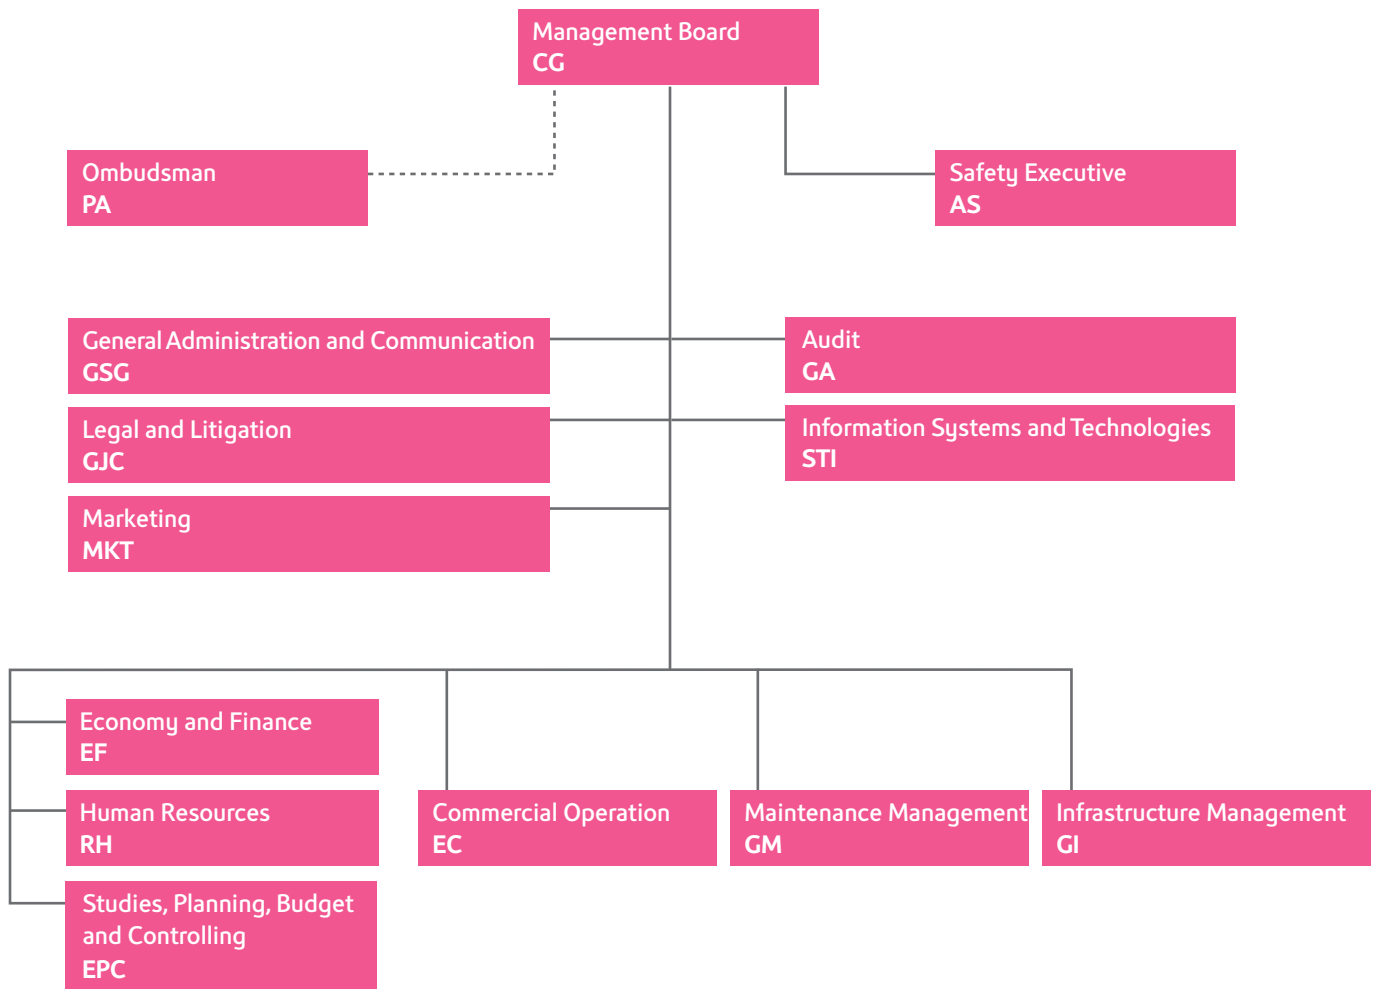 Management Board
CG
Ombudsman
PA
Safety Executive
AS
General Administration and Communication
GSG
Audit
GA
Legal and Litigation
GJC
Information Systems and Technologies
STI
Marketing
MKT
Economy and Finance
EF
Human Resources
RH
Commercial Operation
EC
Maintenance Management
GM
Infrastructure Management
GI
Studies, Planning, Budget
and Controlling
EPC